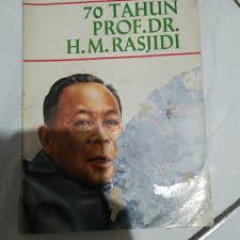 70 TAHUN
PROF.DR.
H.M.RASJIDI